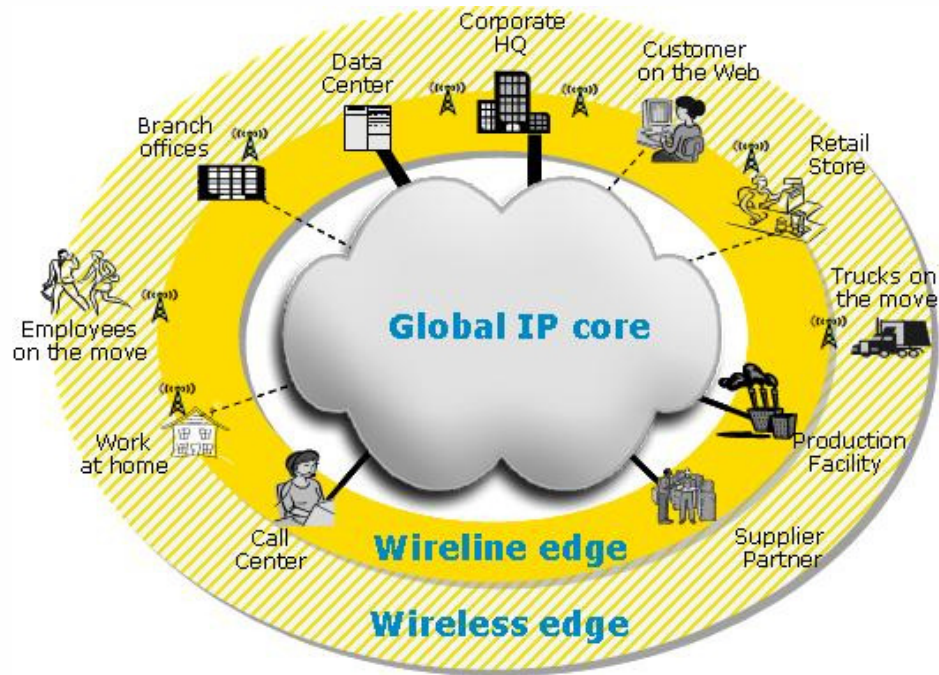 Corporate
HQ
Customer
on the Web
Data
Center
Branch
offices
Retail
Store
Trucks on
the move
Employees
on the move
Global IP core
Work
at home
Production
Facility
Call
Center
Supplier
Partner
Wireline edge
Wireless edge